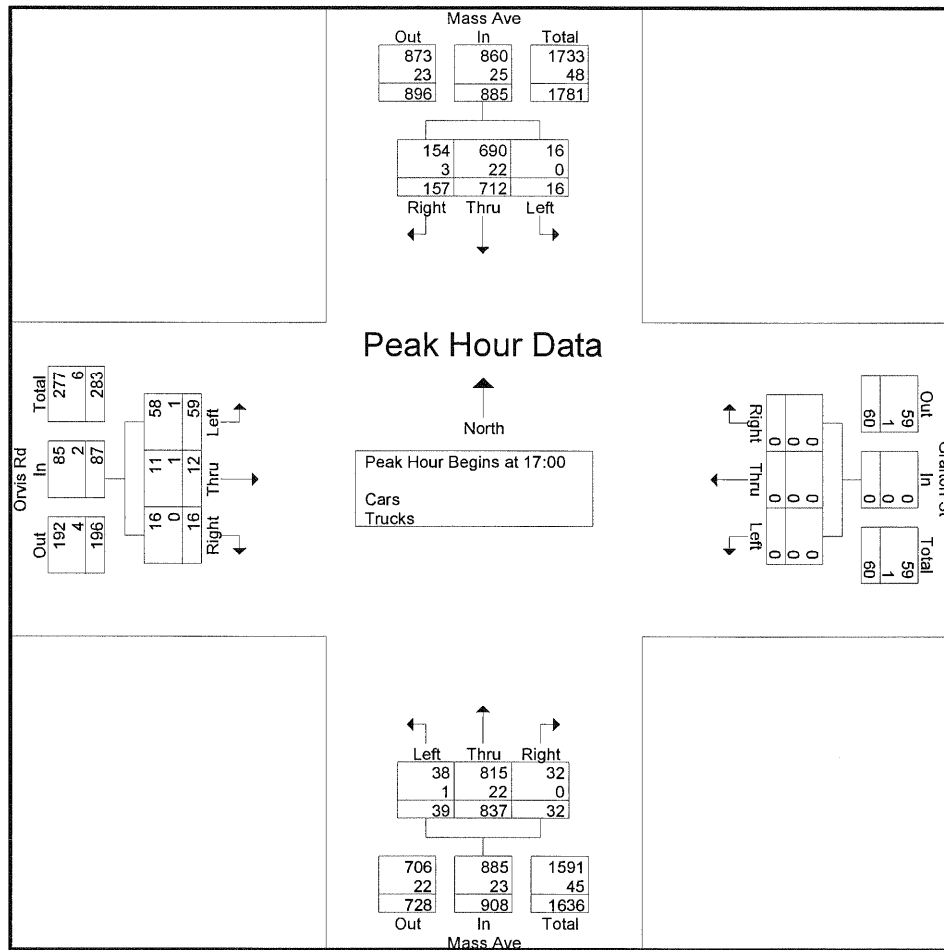 Mass Ave
Out In Total
873 860 1733
23 25 48
896 885 1781
154 690 16
3 22 0
157 712 16
Right Thru Left
Peak Hour Data
North
Peak Hour Begins at 17:00
Cars
Trucks
Orvis Rd
Total
277 6 283
In
85 2 87
Out
192 4 196
Left
58 1 59
Thru
11 1 12
Right
16 0 16
Right
0 0 0
Thru
0 0 0
Left
0 0 0
Out
59 1 60
In
0 0 0
Total
59 1 60
St
Left Thru Right
38 815 32
1 22 0
39 837 32
706 885 1591
22 23 45
728 908 1636
Out In Total
Mass Ave